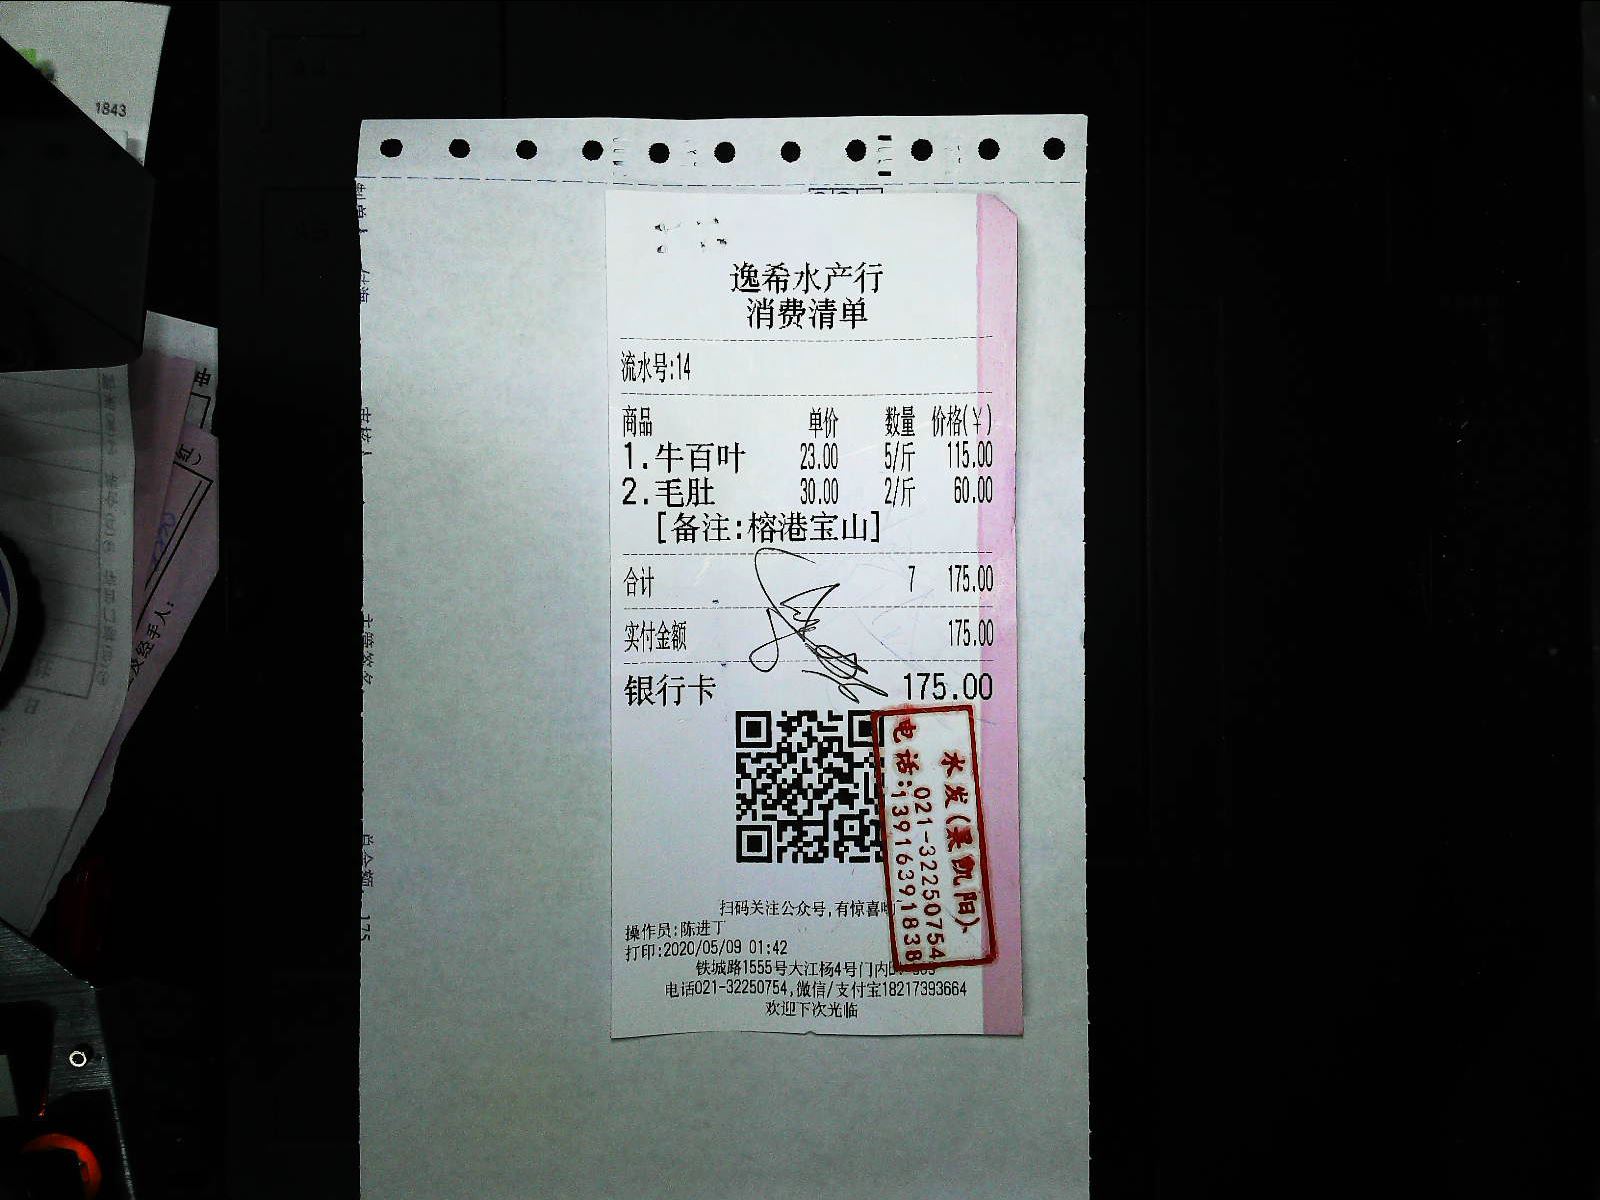 1843
逸希水产行
消费清单
流水号:14
商品 单价 数量 价格(¥)
1.牛百叶 23.00 5/斤 115.00
2.毛肚 30.00 2/斤 60.00
[备注:榕港宝山]
合计 7 175.00
实付金额 175.00
银行卡 175.00
水发(果凯阳)
电话:021-32250754
13916391838
扫码关注公众号,有惊喜哟
操作员:陈进丁
打印:2020/05/09 01:42
铁城路1555号大江杨4号门内
电话021-32250754,微信/支付宝18217393664
欢迎下次光临
经手人: